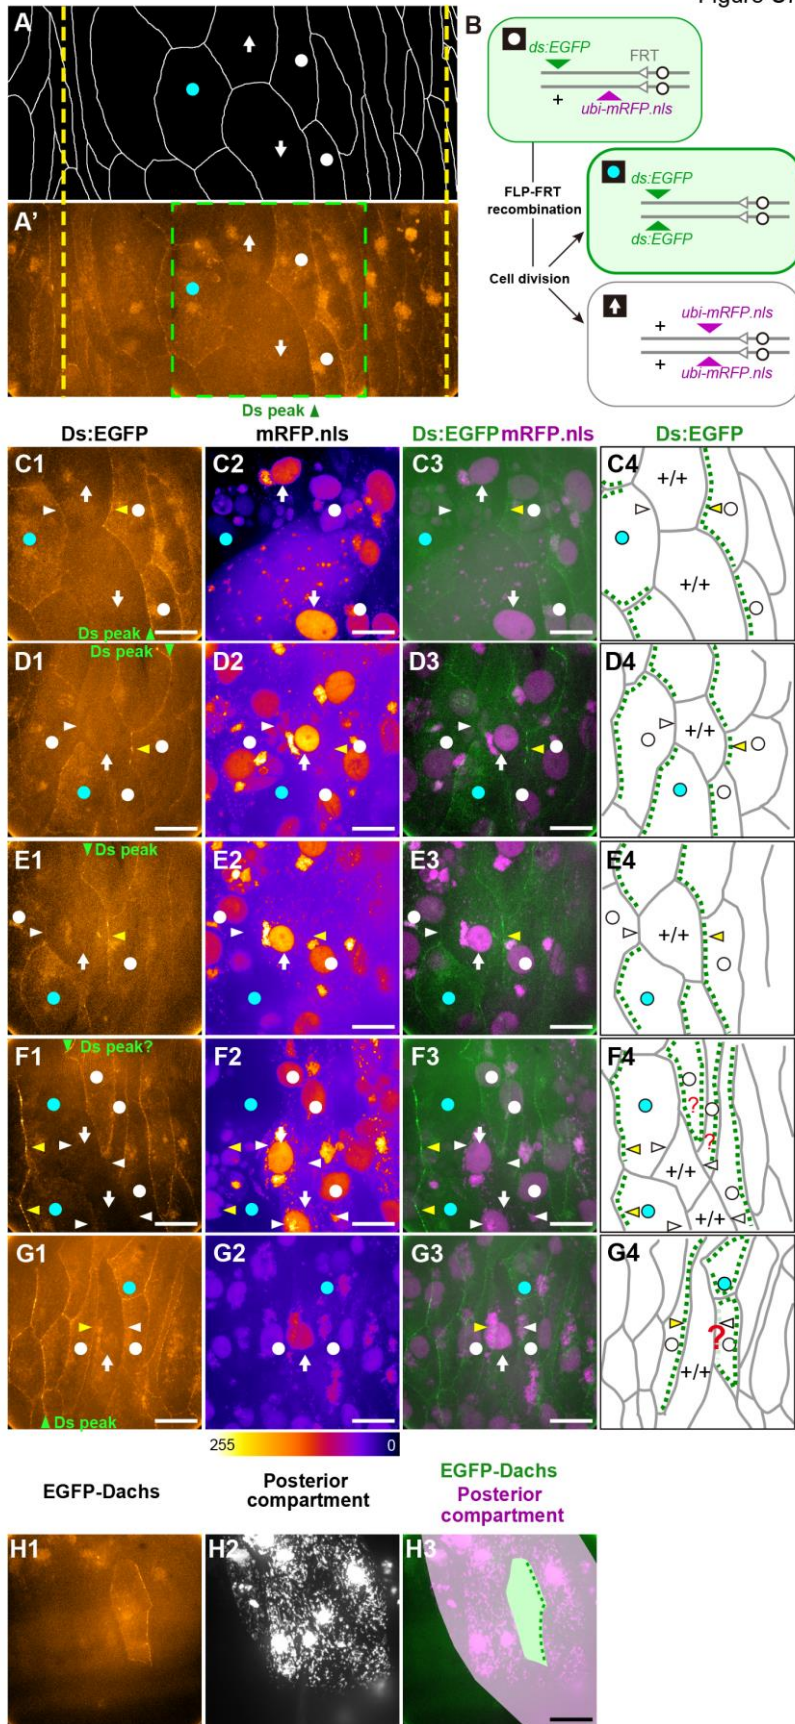 Figure
A
B
ds:EGFP
FRT
+
ubi-mRFP.nls
FLP-FRT
recombination
ds:EGFP
ds:EGFP
Cell division
A'
+
ubi-mRFP.nls
+
ubi-mRFP.nls
Ds peak
Ds:EGFP
mRFP.nls
Ds:EGFP mRFP.nls
Ds:EGFP
C1
C2
C3
C4
+/+
+/+
Ds peak
Ds peak
D1
D2
D3
D4
+/+
E1
Ds peak
E2
E3
E4
+/+
F1
Ds peak?
F2
F3
F4
?
?
+/+
+/+
G1
G2
G3
G4
?
+/+
Ds peak
255
0
EGFP-Dachs
Posterior
compartment
EGFP-Dachs
Posterior
compartment
H1
H2
H3